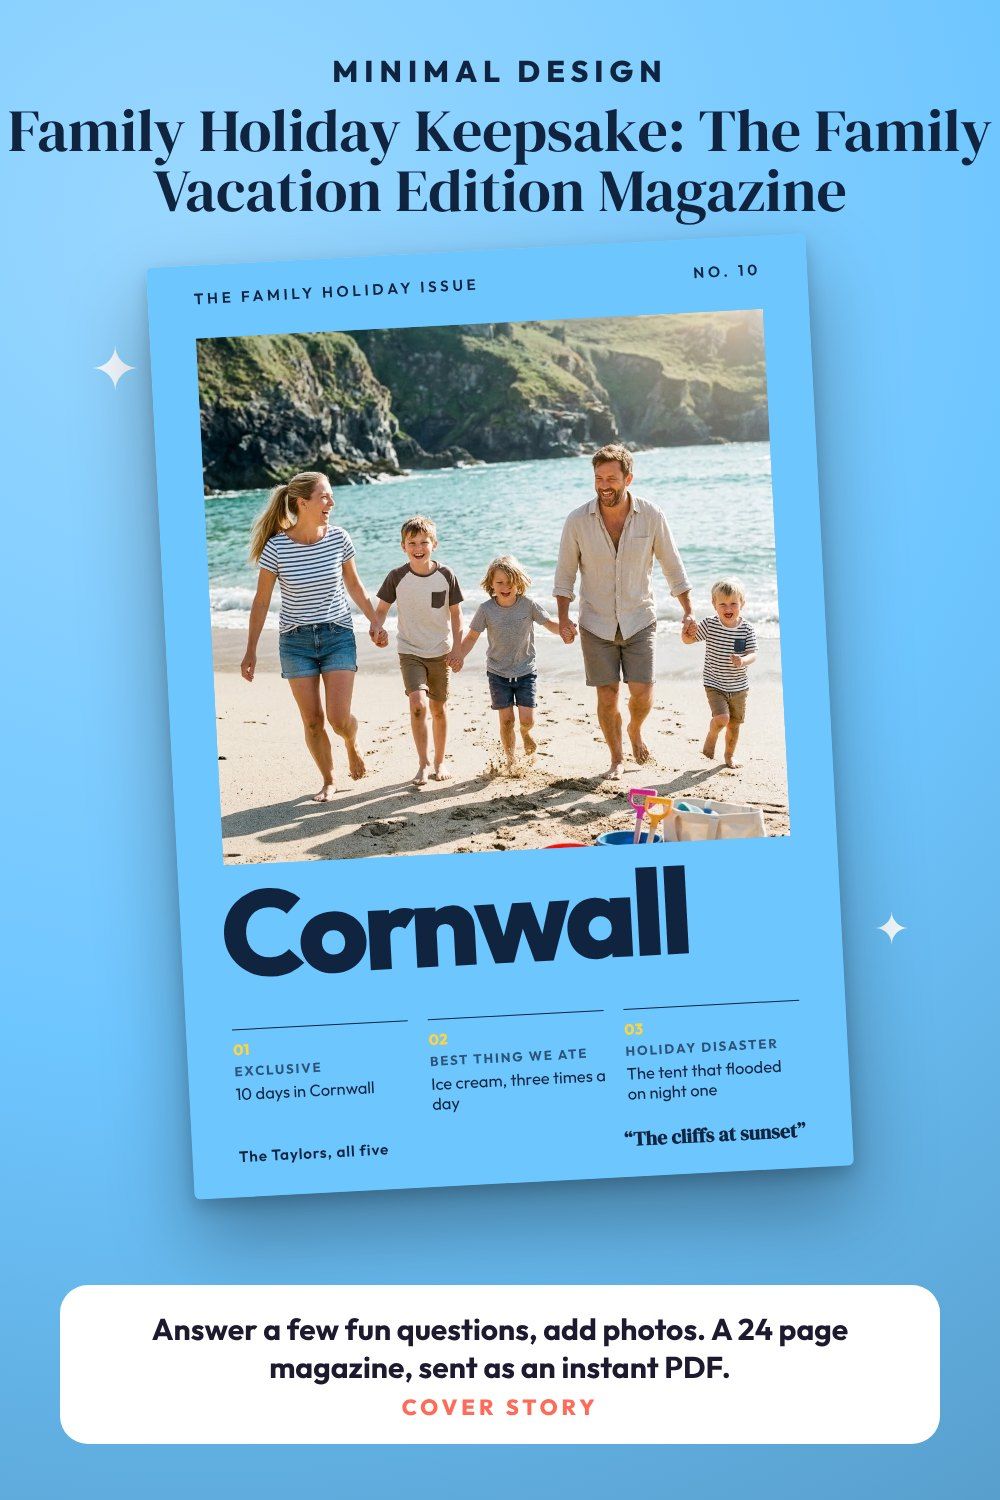 MINIMAL DESIGN
Family Holiday Keepsake: The Family
Vacation Edition Magazine
THE FAMILY HOLIDAY ISSUE
NO. 10
Cornwall
01
EXCLUSIVE
10 days in Cornwall
02
BEST THING WE ATE
Ice cream, three times a
day
03
HOLIDAY DISASTER
The tent that flooded
on night one
The Taylors, all five
“The cliffs at sunset”
Answer a few fun questions, add photos. A 24 page
magazine, sent as an instant PDF.
COVER STORY